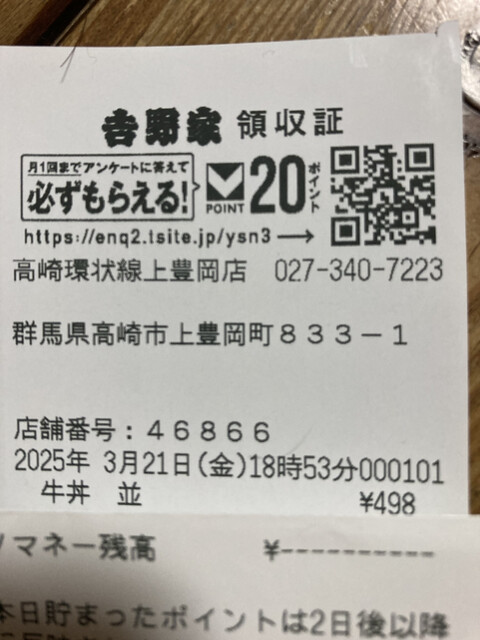 吉野家 領収証
月1回までアンケートに答えて
必ずもらえる!
POINT
20ポイント
https://enq2.tsite.jp/ysn3→
高崎環状線上豊岡店 027-340-7223
群馬県高崎市上豊岡町833-1
店舗番号:46866
2025年 3月21日(金)18時53分000101
牛丼 並 ¥498
マネー残高 ¥----------
本日貯まったポイントは2日後以降